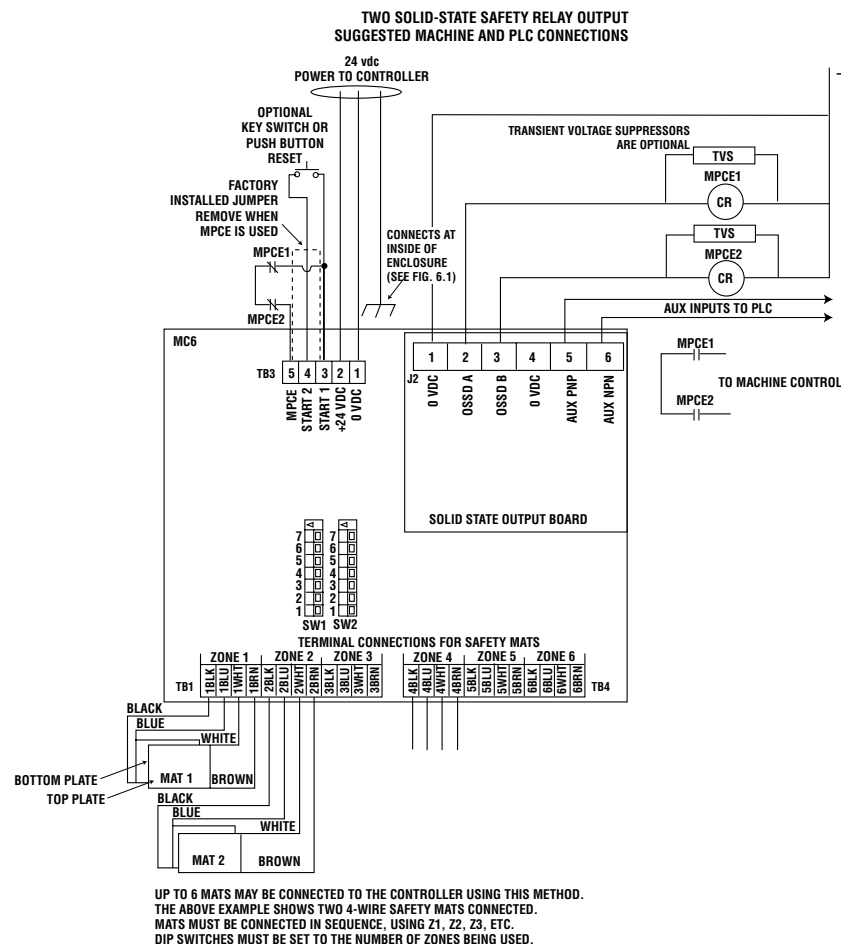 TWO SOLID-STATE SAFETY RELAY OUTPUT
SUGGESTED MACHINE AND PLC CONNECTIONS
24 vdc
POWER TO CONTROLLER
OPTIONAL
KEY SWITCH OR
PUSH BUTTON
RESET
FACTORY
INSTALLED JUMPER
REMOVE WHEN
MPCE IS USED
MPCE1
MPCE2
CONNECTS AT
INSIDE OF
ENCLOSURE
(SEE FIG. 6.1)
TRANSIENT VOLTAGE SUPPRESSORS
ARE OPTIONAL
TVS
MPCE1
CR
TVS
MPCE2
CR
AUX INPUTS TO PLC
MPCE1
TO MACHINE CONTROL
MPCE2
MC6
TB3
5 4 3 2 1
MPCE
START 2
START 1
+24 VDC
0 VDC
J2
1 2 3 4 5 6
0 VDC
OSSD A
OSSD B
0 VDC
AUX PNP
AUX NPN
SOLID STATE OUTPUT BOARD
7 7
6 6
5 5
4 4
3 3
2 2
1 1
SW1 SW2
TERMINAL CONNECTIONS FOR SAFETY MATS
ZONE 1 ZONE 2 ZONE 3 ZONE 4 ZONE 5 ZONE 6
TB1
1BLK
1BLU
1WHT
1BRN
2BLK
2BLU
2WHT
2BRN
3BLK
3BLU
3WHT
3BRN
4BLK
4BLU
4WHT
4BRN
5BLK
5BLU
5WHT
5BRN
6BLK
6BLU
6WHT
6BRN
TB4
BLACK
BLUE
WHITE
BOTTOM PLATE
MAT 1
BROWN
TOP PLATE
BLACK
BLUE
WHITE
MAT 2
BROWN
UP TO 6 MATS MAY BE CONNECTED TO THE CONTROLLER USING THIS METHOD.
THE ABOVE EXAMPLE SHOWS TWO 4-WIRE SAFETY MATS CONNECTED.
MATS MUST BE CONNECTED IN SEQUENCE, USING Z1, Z2, Z3, ETC.
DIP SWITCHES MUST BE SET TO THE NUMBER OF ZONES BEING USED.